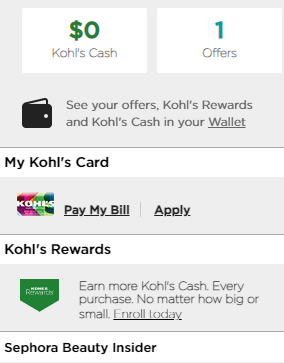 $0
Kohl's Cash
1
Offers
See your offers, Kohl's Rewards
and Kohl's Cash in your Wallet
My Kohl's Card
KOHL'S
Pay My Bill
Apply
Kohl's Rewards
KOHL'S
Rewards
Earn more Kohl's Cash. Every
purchase. No matter how big or
small. Enroll today
Sephora Beauty Insider